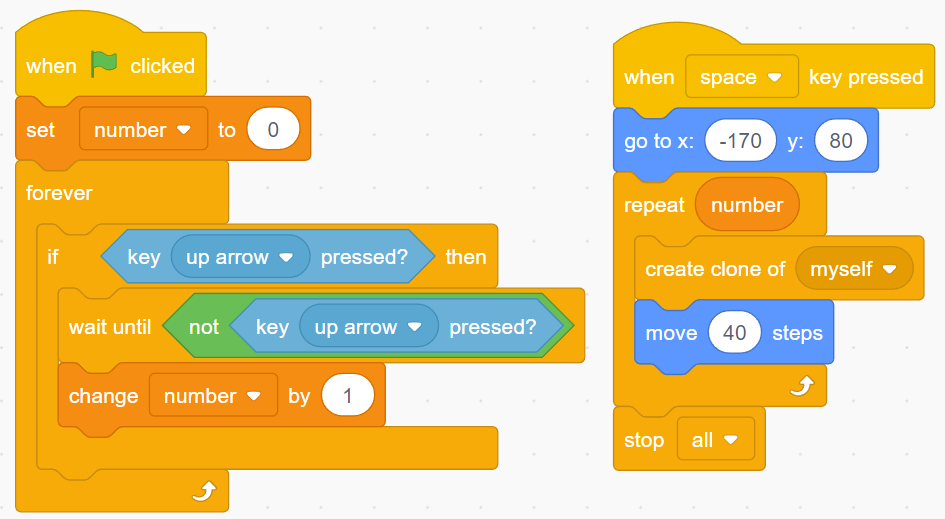 when clicked
set number to 0
forever
if key up arrow pressed? then
wait until not key up arrow pressed?
change number by 1
when space key pressed
go to x: -170 y: 80
repeat number
create clone of myself
move 40 steps
stop all